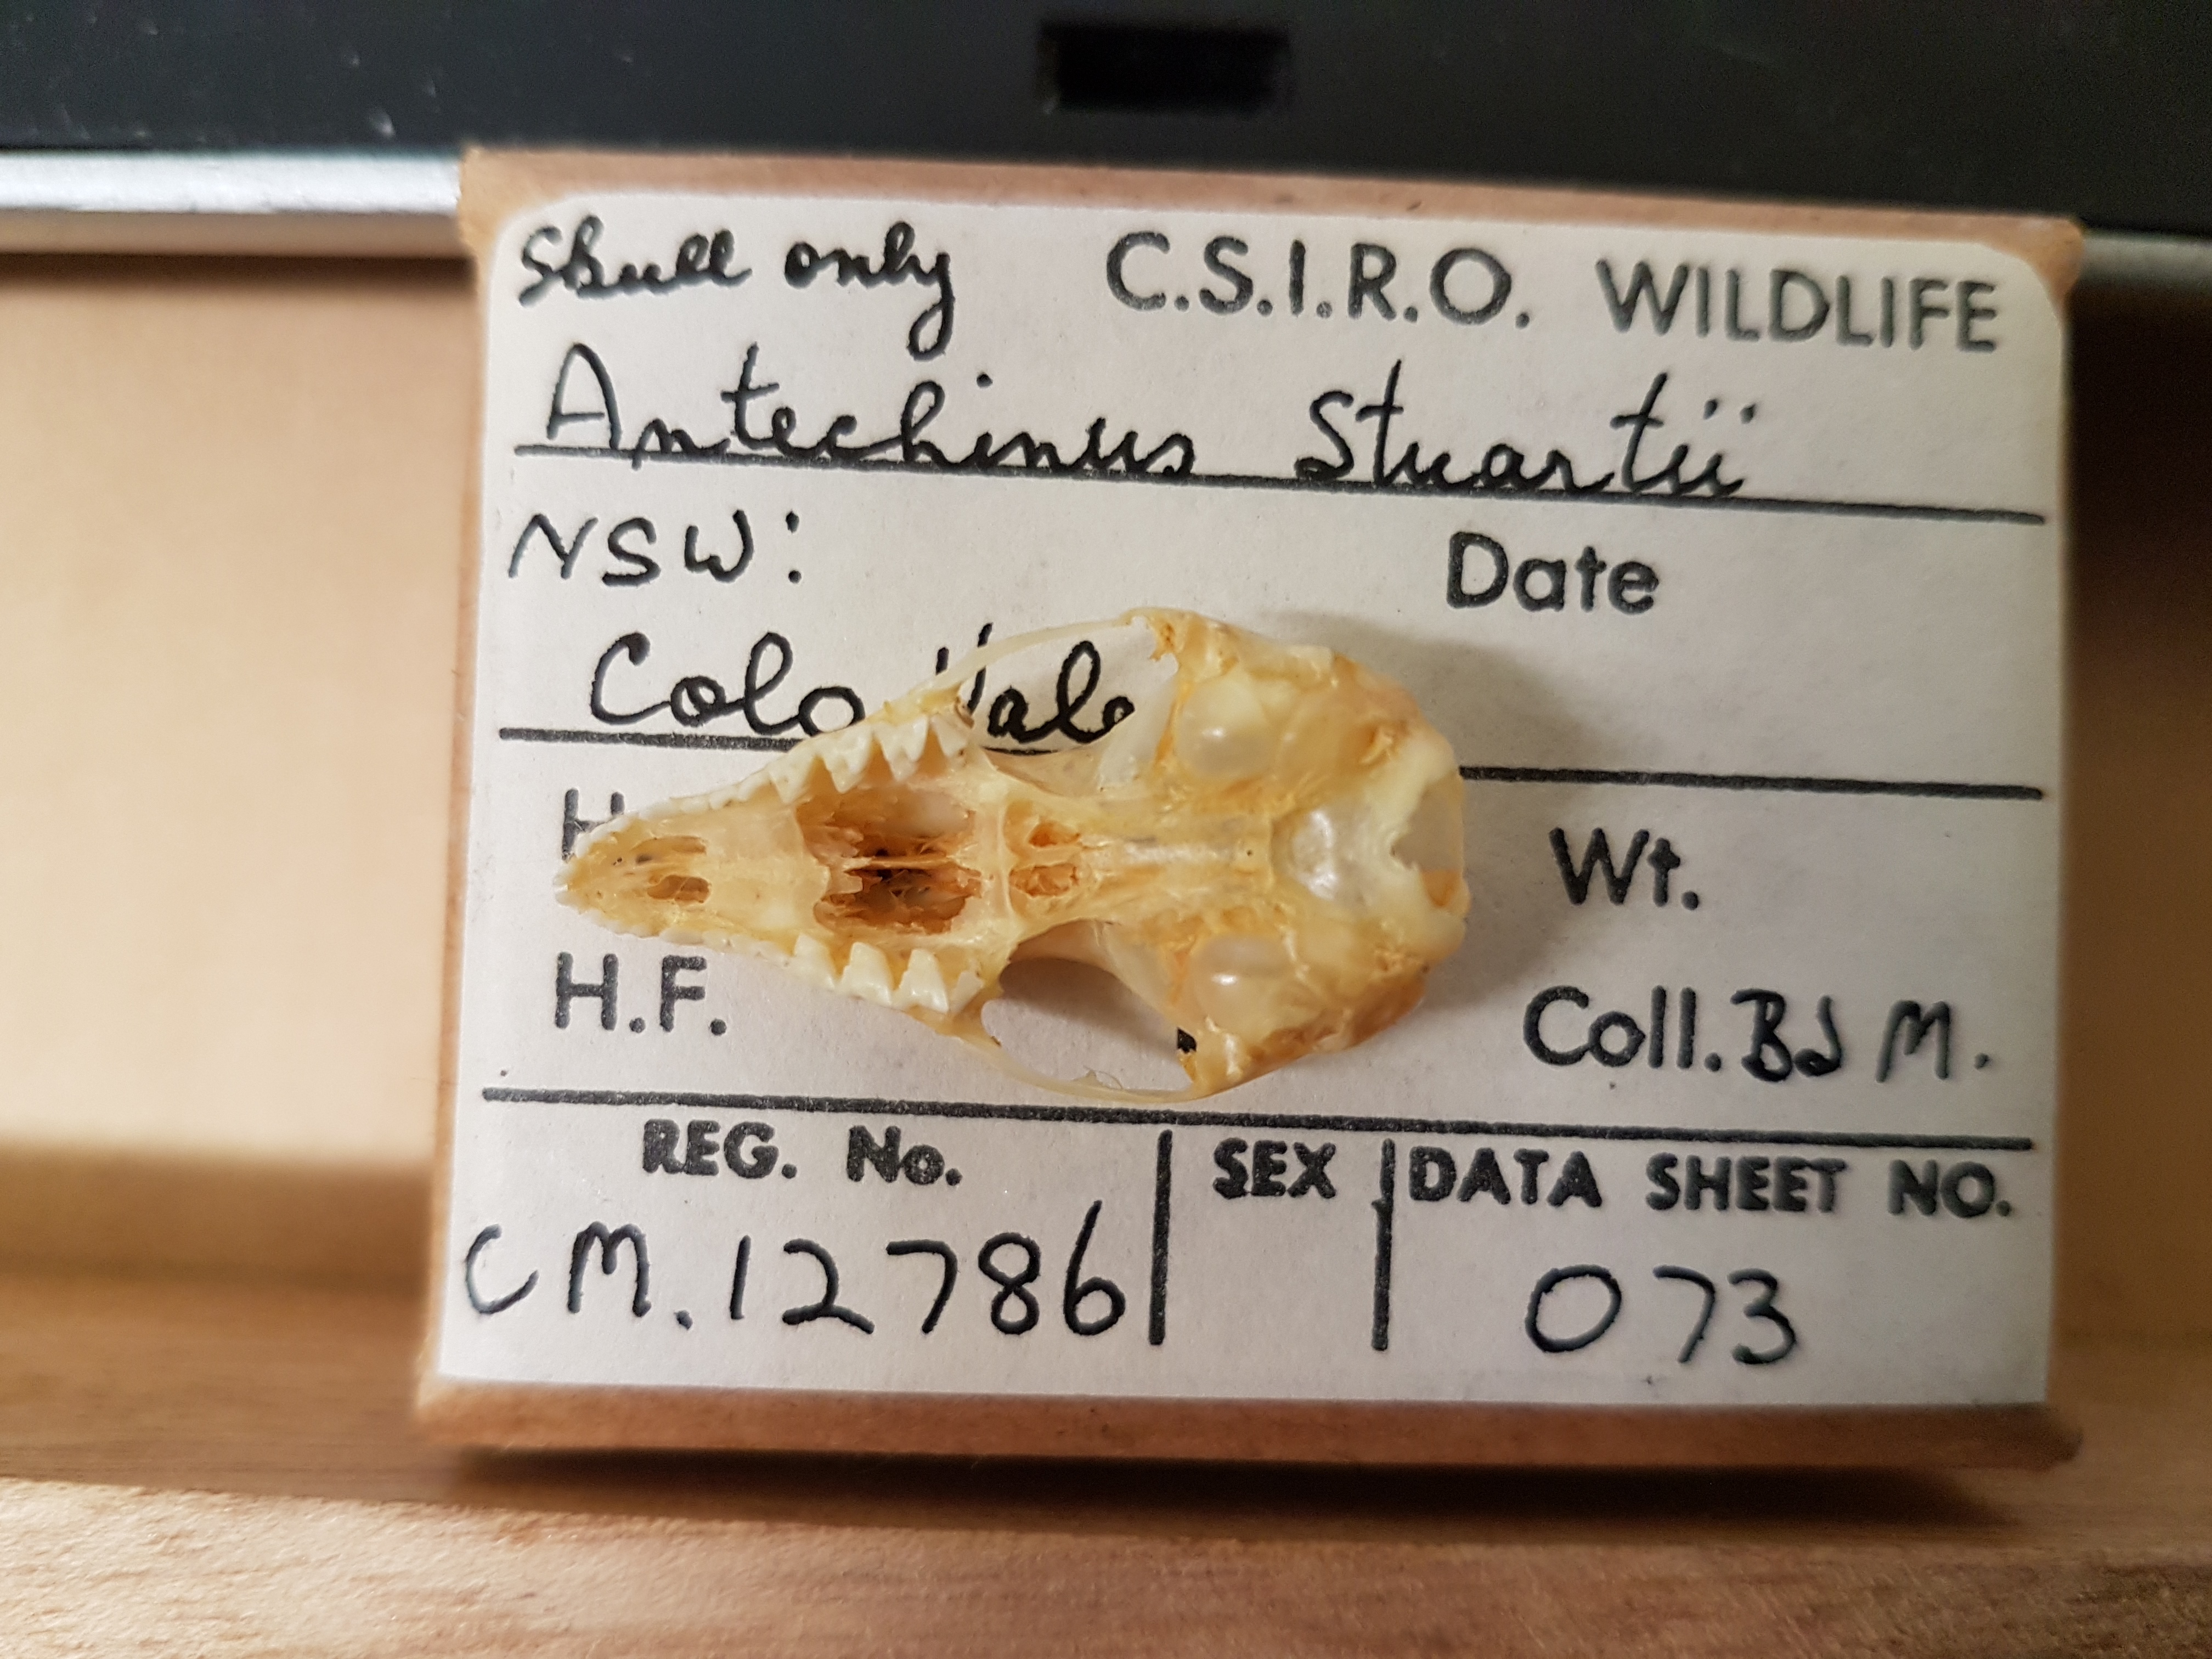 Skull only C.S.I.R.O. WILDLIFE
Antechinus Stuartii
NSW: Date
Colo Val.
H Wt.
H.F. Coll. BJM.
REG. No. SEX DATA SHEET NO.
CM.12786 073